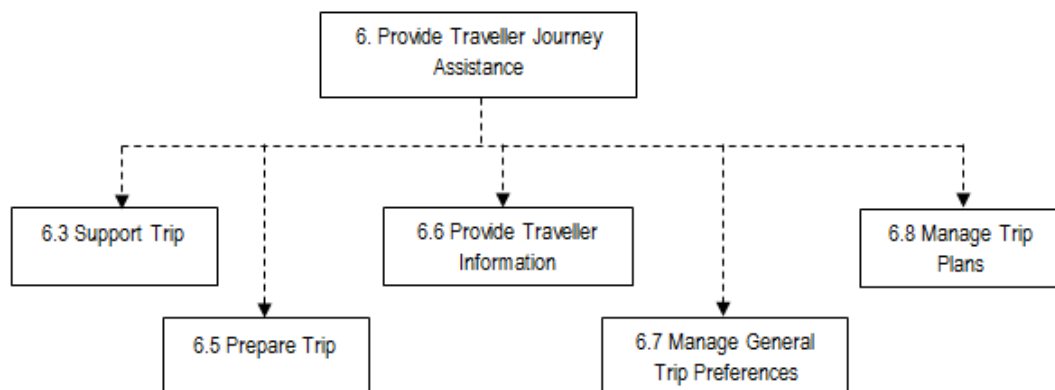 6. Provide Traveller Journey
Assistance
6.3 Support Trip
6.6 Provide Traveller
Information
6.8 Manage Trip
Plans
6.5 Prepare Trip
6.7 Manage General
Trip Preferences